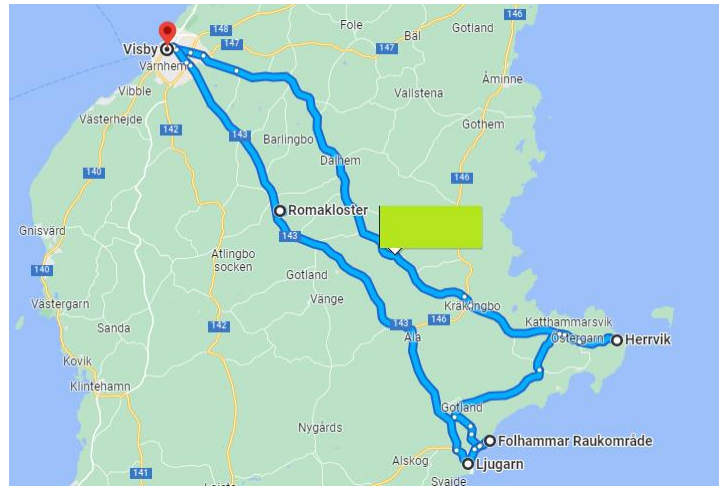 148
Fole
Gotland
146
147
Bäl
147
Visby
Värnhem
Åminne
Vibble
Vallstena
Västerhejde
142
143
Barlingbo
Gothem
140
Dalhem
146
Romakloster
Gnisvärd
143
Atlingbo
socken
140
Gotland
Västergarn
Vänge
Kräklingbo
Sanda
142
143
146
Katthammarsvik
Östergarn
Herrvik
Ala
Kovik
Klintehamn
Gotland
Nygårds
Folhammar Raukområde
Alskog
Ljugarn
141